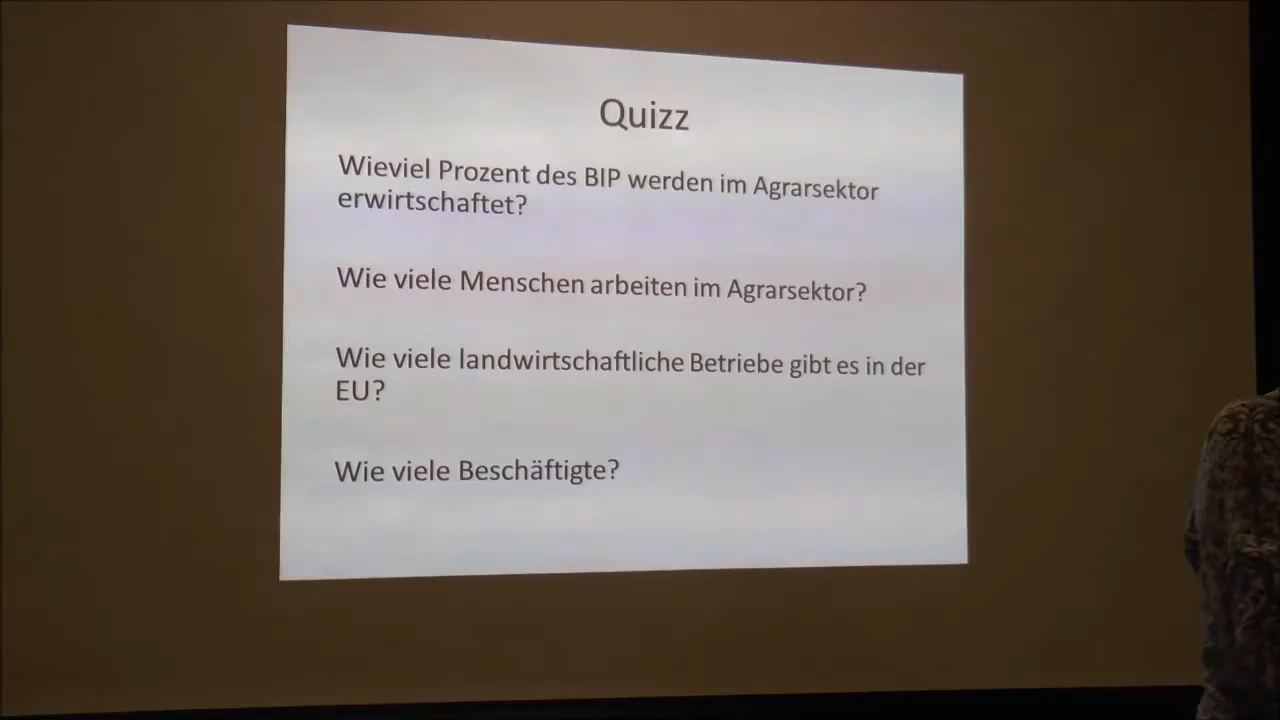 Quizz
Wieviel Prozent des BIP werden im Agrarsektor
erwirtschaftet?
Wie viele Menschen arbeiten im Agrarsektor?
Wie viele landwirtschaftliche Betriebe gibt es in der
EU?
Wie viele Beschäftigte?